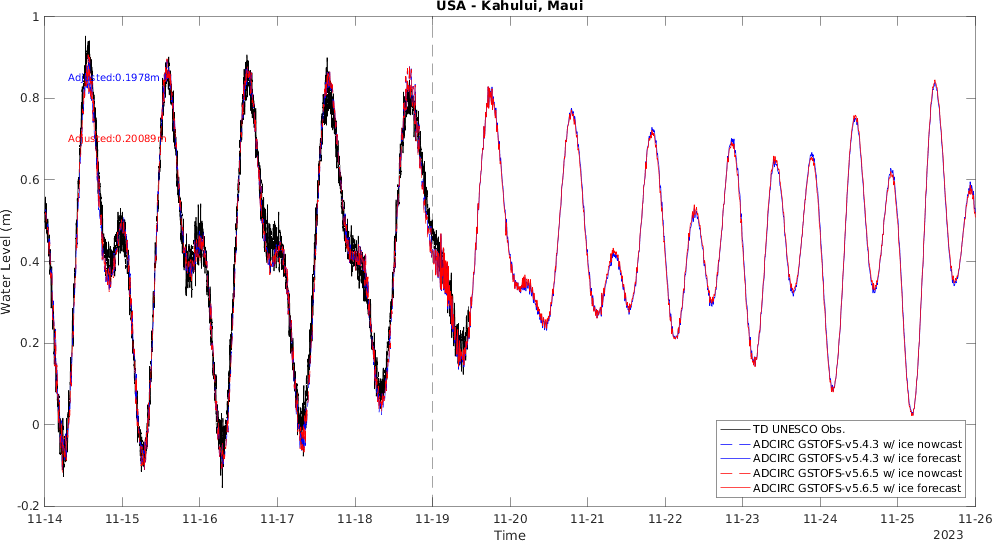 USA - Kahului, Maui
1
0.8
0.6
0.4
0.2
0
-0.2
Water Level (m)
Adjusted:0.1978m
Adjusted:0.20089m
TD UNESCO Obs.
ADCIRC GSTOFS-v5.4.3 w/ ice nowcast
ADCIRC GSTOFS-v5.4.3 w/ ice forecast
ADCIRC GSTOFS-v5.6.5 w/ ice nowcast
ADCIRC GSTOFS-v5.6.5 w/ ice forecast
11-14 11-15 11-16 11-17 11-18 11-19 11-20 11-21 11-22 11-23 11-24 11-25 11-26
Time
2023